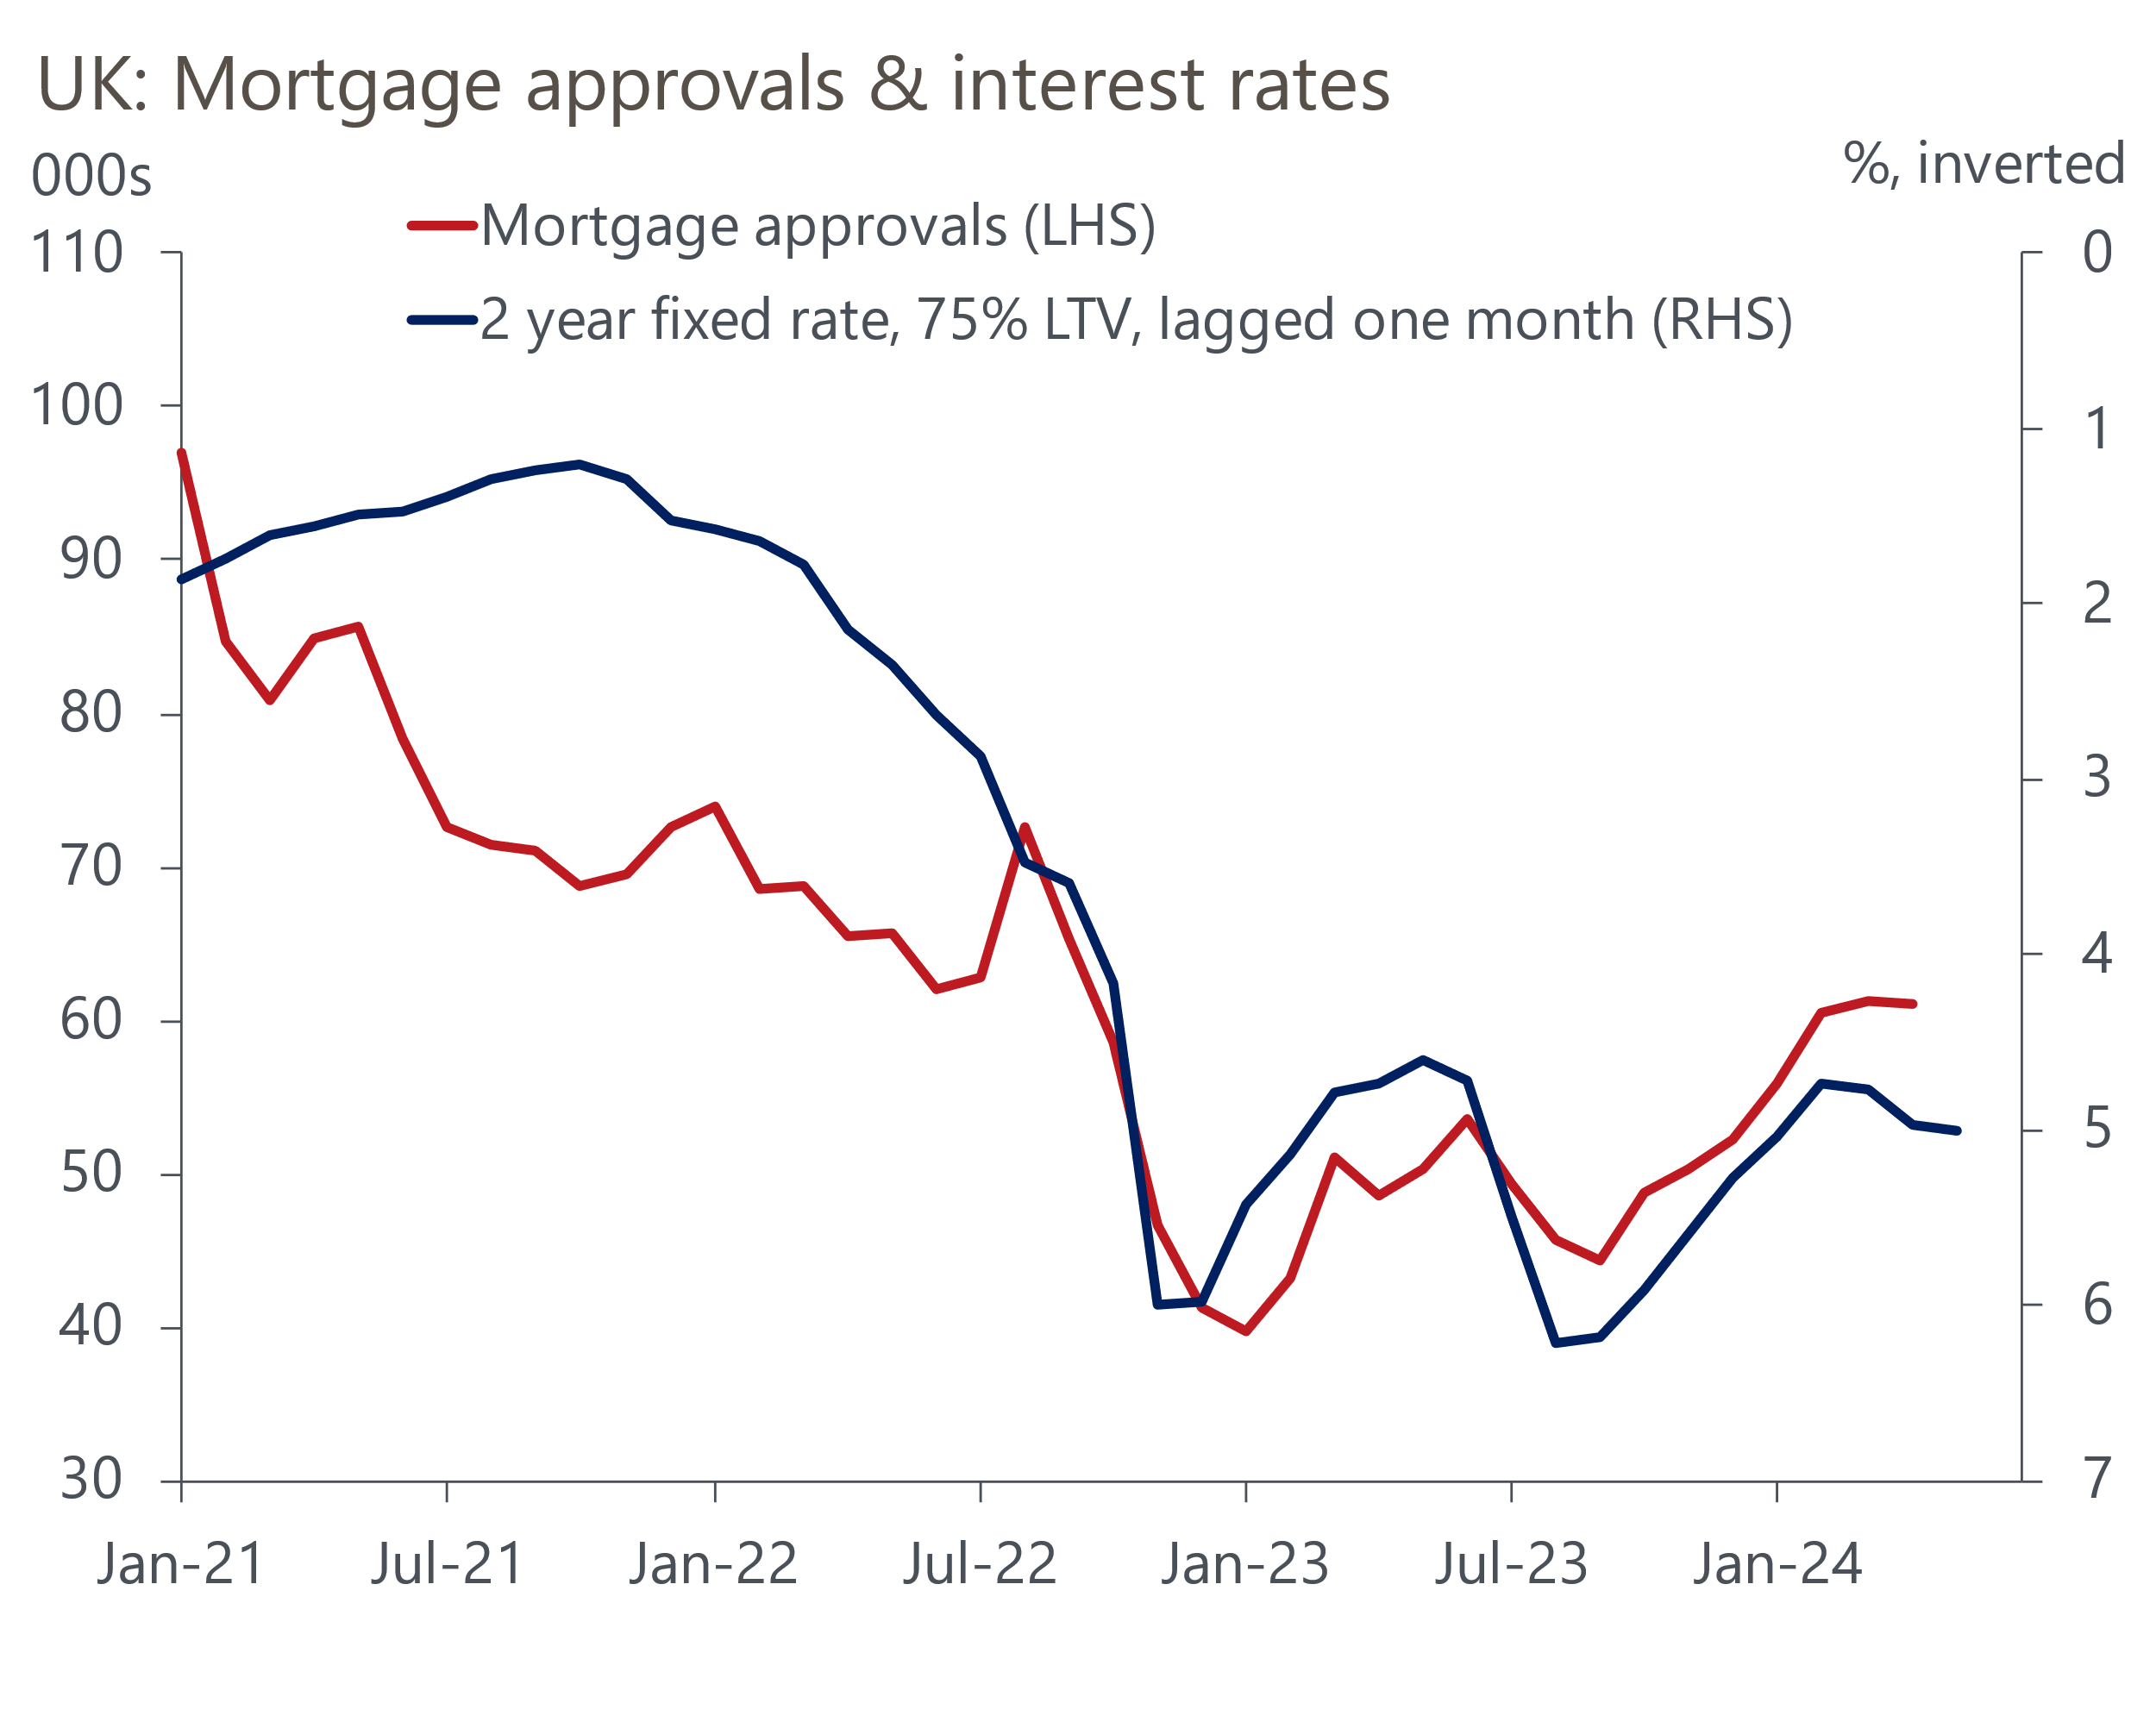 UK: Mortgage approvals & interest rates
000s
%, inverted
Mortgage approvals (LHS)
2 year fixed rate, 75% LTV, lagged one month (RHS)
110
100
90
80
70
60
50
40
30
0
1
2
3
4
5
6
7
Jan-21 Jul-21 Jan-22 Jul-22 Jan-23 Jul-23 Jan-24